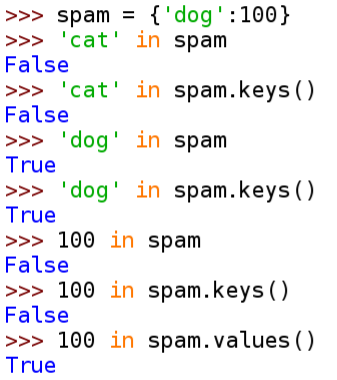 >>> spam = {'dog':100}
>>> 'cat' in spam
False
>>> 'cat' in spam.keys()
False
>>> 'dog' in spam
True
>>> 'dog' in spam.keys()
True
>>> 100 in spam
False
>>> 100 in spam.keys()
False
>>> 100 in spam.values()
True